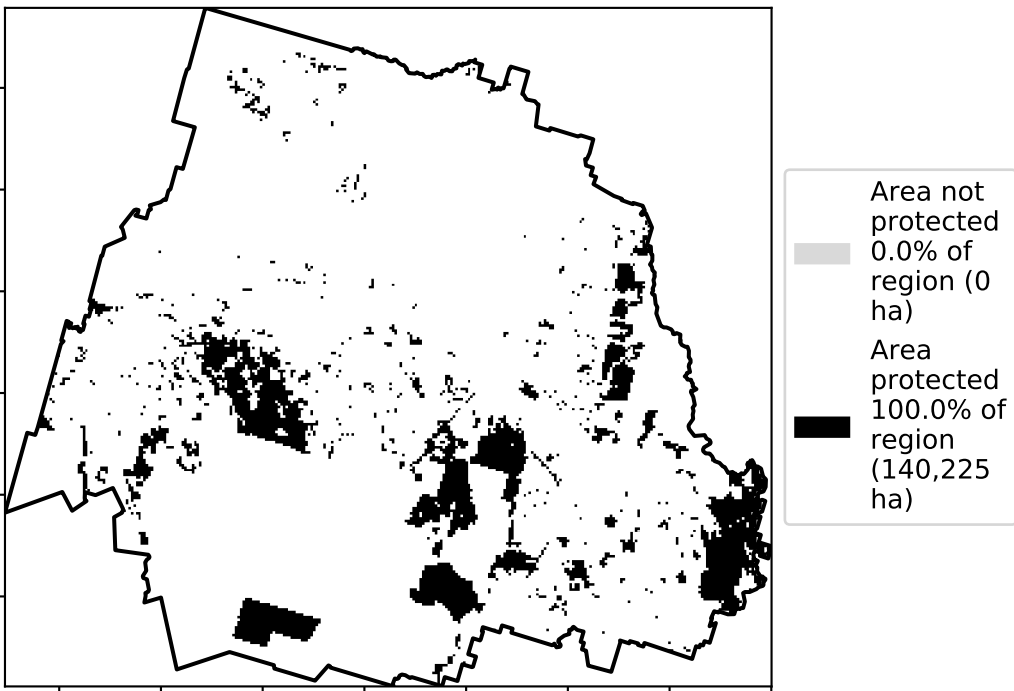 Area not
protected
0.0% of
region (0
ha)
Area
protected
100.0% of
region
(140,225
ha)